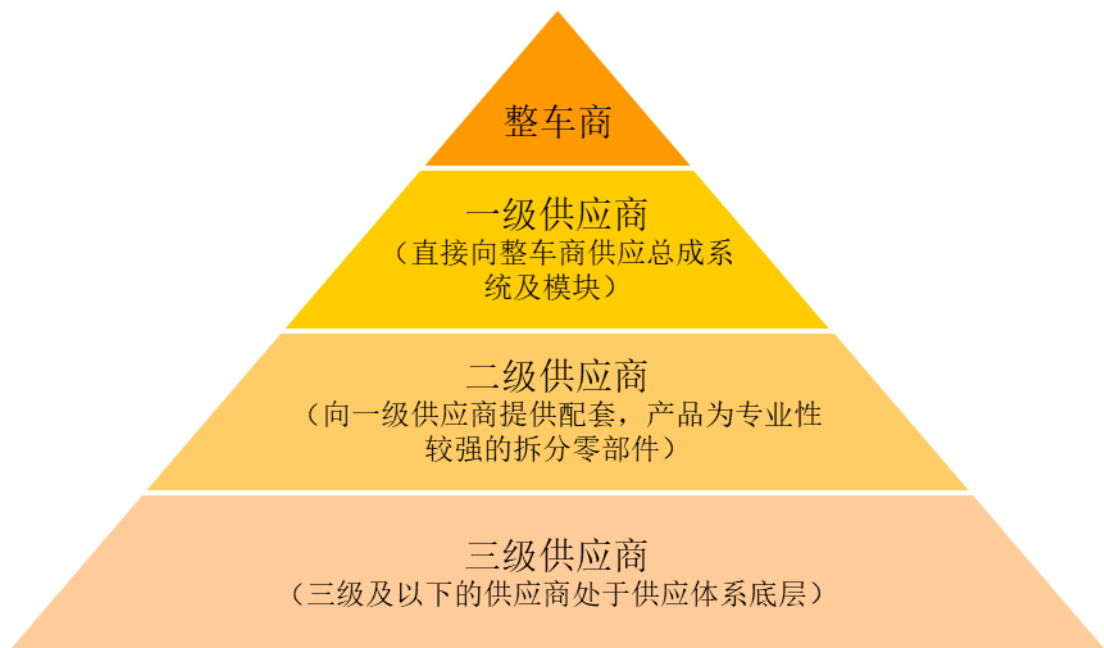 整车商
一级供应商
（直接向整车商供应总成系
统及模块）
二级供应商
（向一级供应商提供配套，产品为专业性
较强的拆分零部件）
三级供应商
（三级及以下的供应商处于供应体系底层）